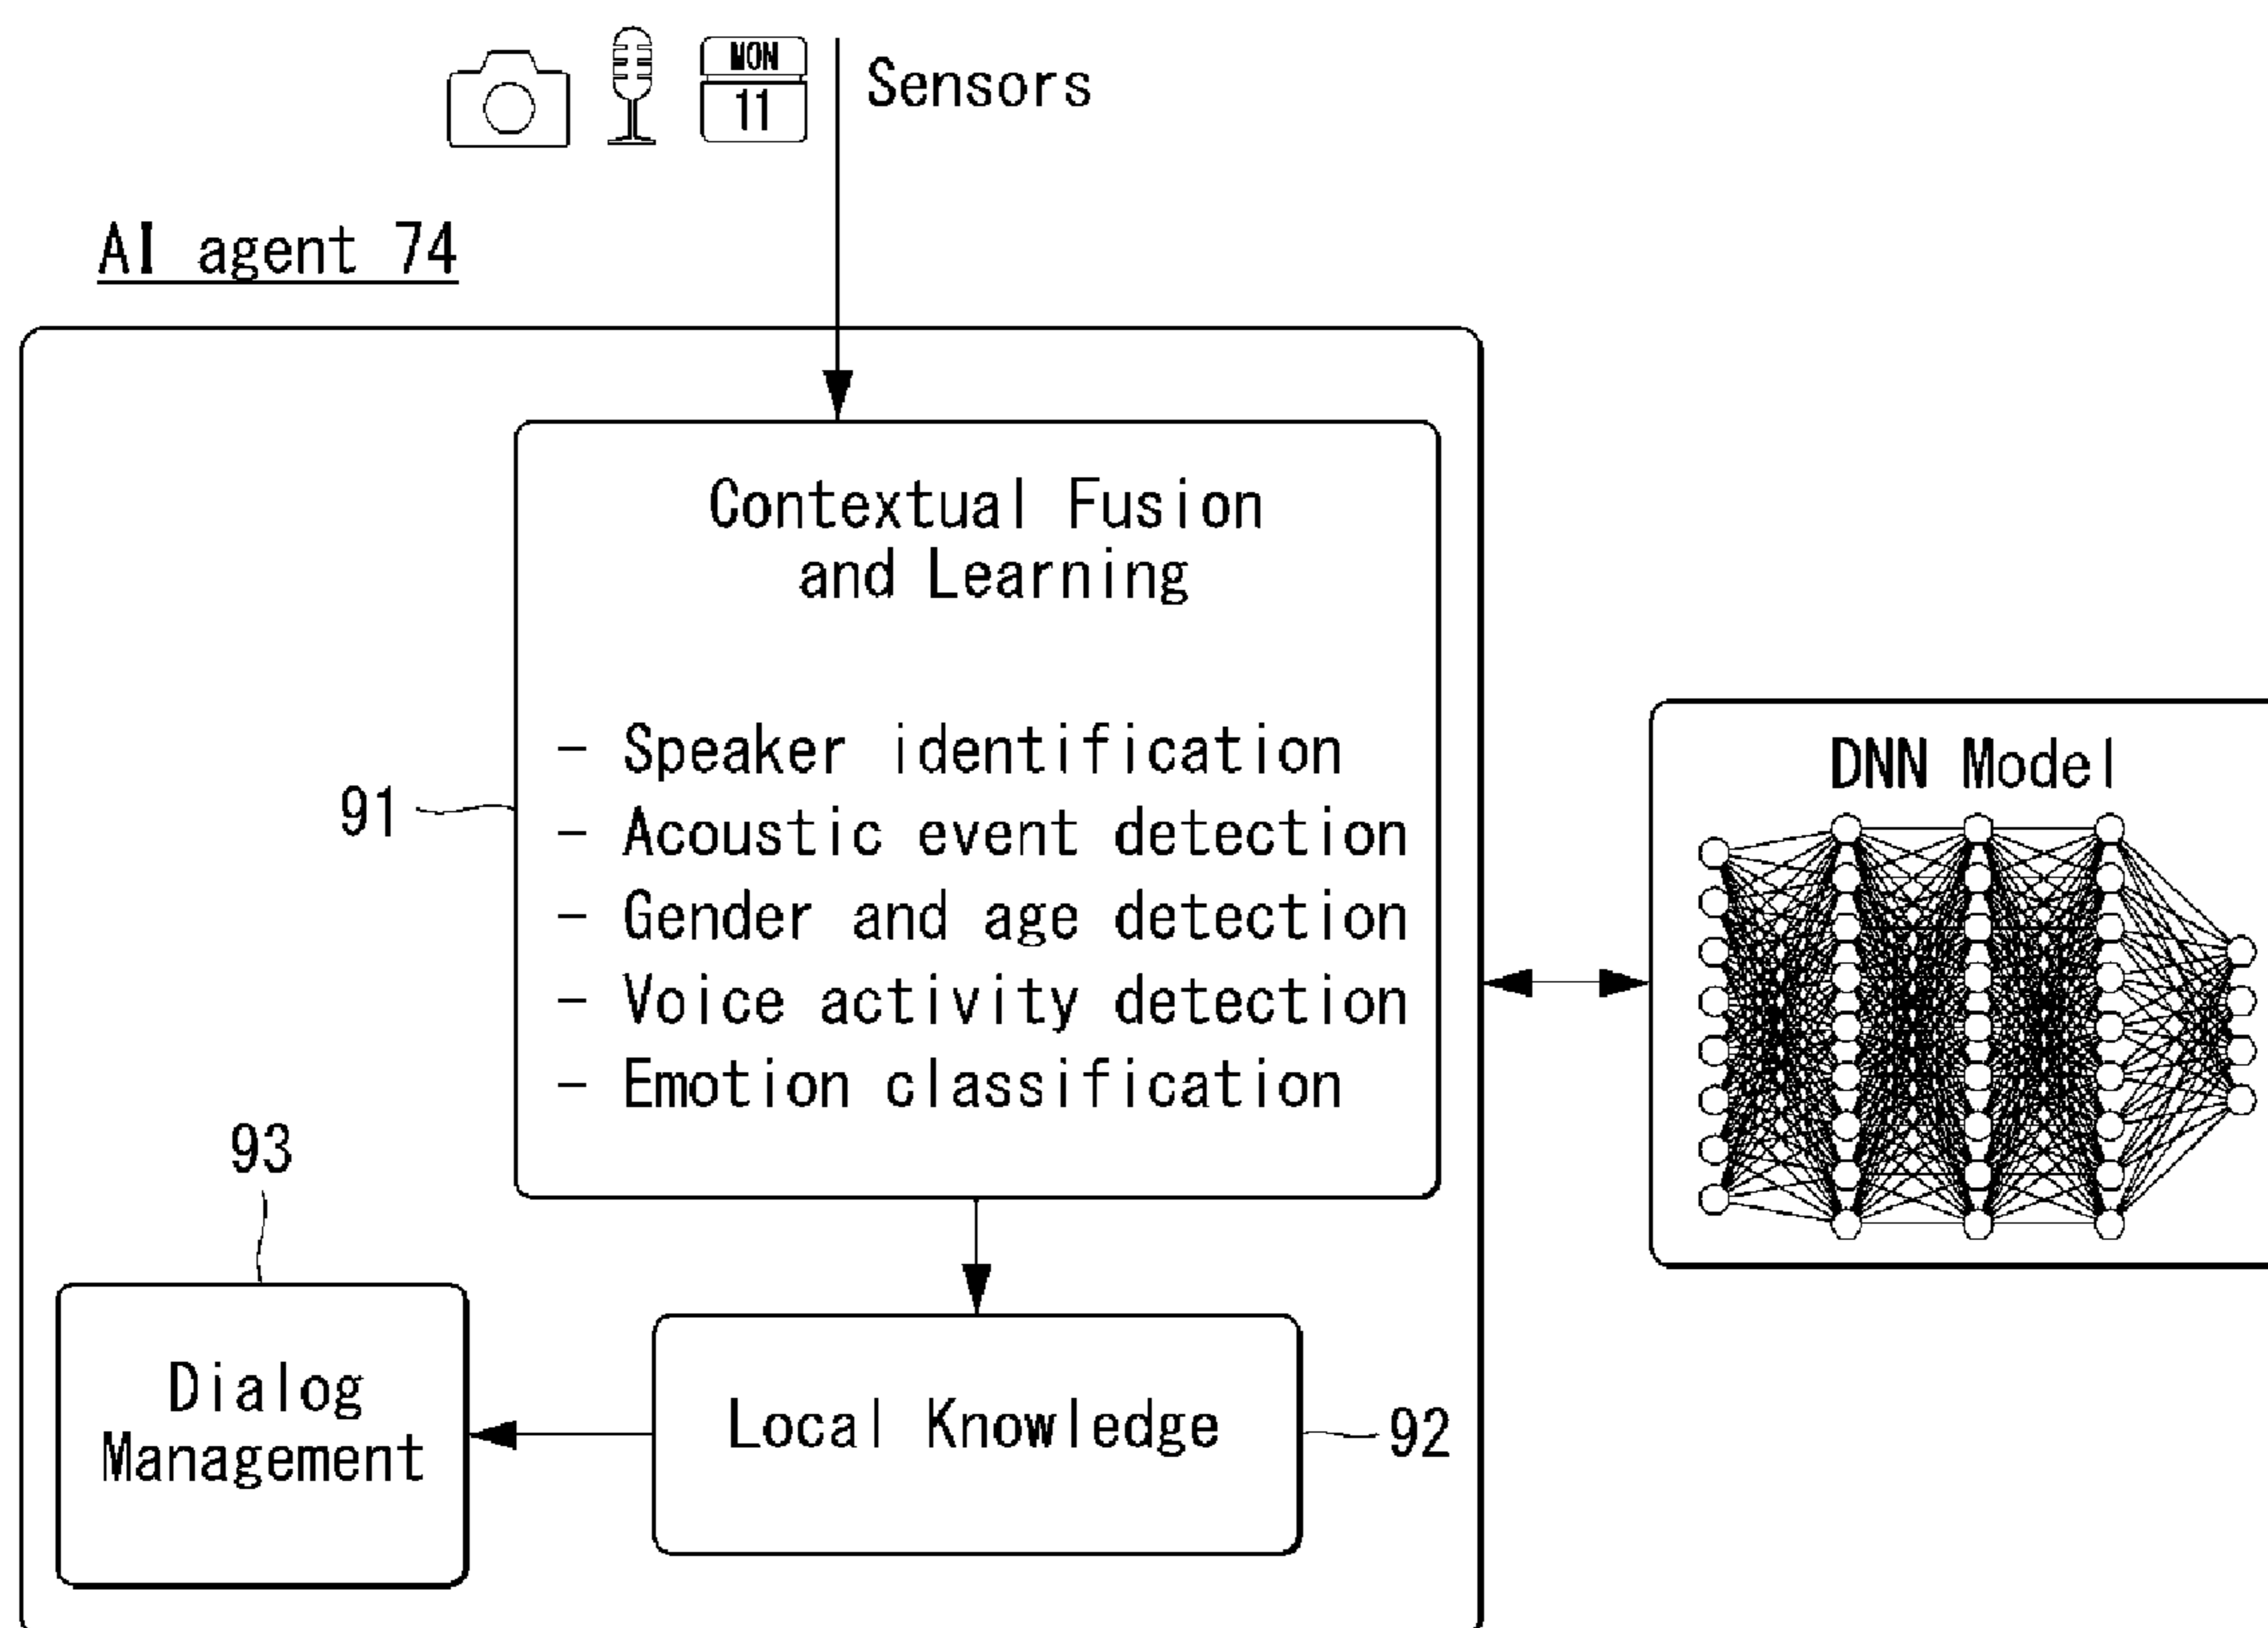 MON
11
Sensors
AI agent 74
Contextual Fusion
and Learning
- Speaker identification
- Acoustic event detection
- Gender and age detection
- Voice activity detection
- Emotion classification
91
DNN Model
93
Dialog
Management
Local Knowledge
92